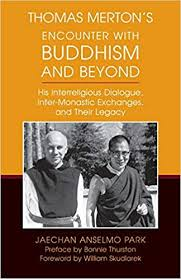 THOMAS MERTON'S
ENCOUNTER WITH
BUDDHISM
AND BEYOND
His Interreligious Dialogue,
Inter-Monastic Exchanges,
and Their Legacy
JAECHAN ANSELMO PARK
Preface by Bonnie Thurston
Foreword by William Skudlarek